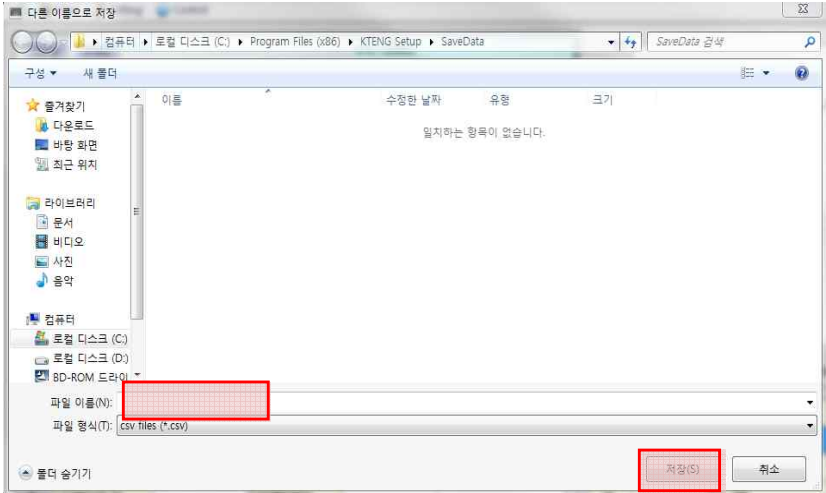 다른 이름으로 저장
컴퓨터 ▸ 로컬 디스크 (C:) ▸ Program Files (x86) ▸ KTENG Setup ▸ SaveData
SaveData 검색
구성 ▼ 새 폴더
이름 수정한 날짜 유형 크기
일치하는 항목이 없습니다.
즐겨찾기
다운로드
바탕 화면
최근 위치
라이브러리
문서
비디오
사진
음악
컴퓨터
로컬 디스크 (C:)
로컬 디스크 (D:)
BD-ROM 드라이
파일 이름(N):
파일 형식(T): csv files (*.csv)
폴더 숨기기
저장(S) 취소